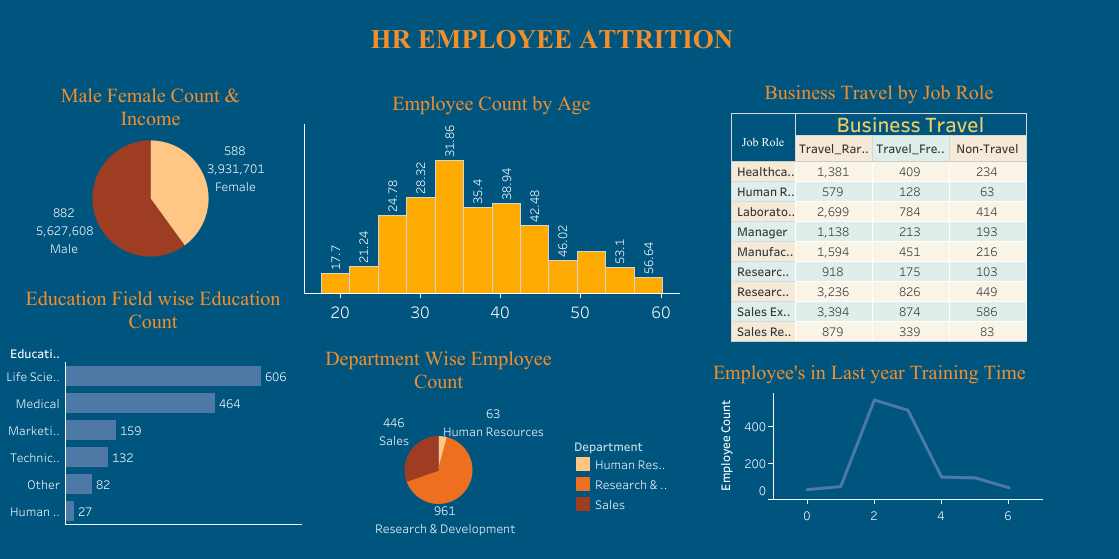 HR EMPLOYEE ATTRITION
Male Female Count &
Income
588
3,931,701
Female
882
5,627,608
Male
Employee Count by Age
17.7
21.24
24.78
28.32
31.86
35.4
38.94
42.48
46.02
53.1
56.64
20 30 40 50 60
Business Travel by Job Role
Business Travel
Job Role Travel_Rar.. Travel_Fre.. Non-Travel
Healthca.. 1,381 409 234
Human R.. 579 128 63
Laborato.. 2,699 784 414
Manager 1,138 213 193
Manufac.. 1,594 451 216
Researc.. 918 175 103
Researc.. 3,236 826 449
Sales Ex.. 3,394 874 586
Sales Re.. 879 339 83
Education Field wise Education
Count
Educati..
Life Scie.. 606
Medical 464
Marketi.. 159
Technic.. 132
Other 82
Human .. 27
Department Wise Employee
Count
446
Sales
63
Human Resources
961
Research & Development
Department
Human Res..
Research & ..
Sales
Employee's in Last year Training Time
Employee Count
400
200
0
0 2 4 6